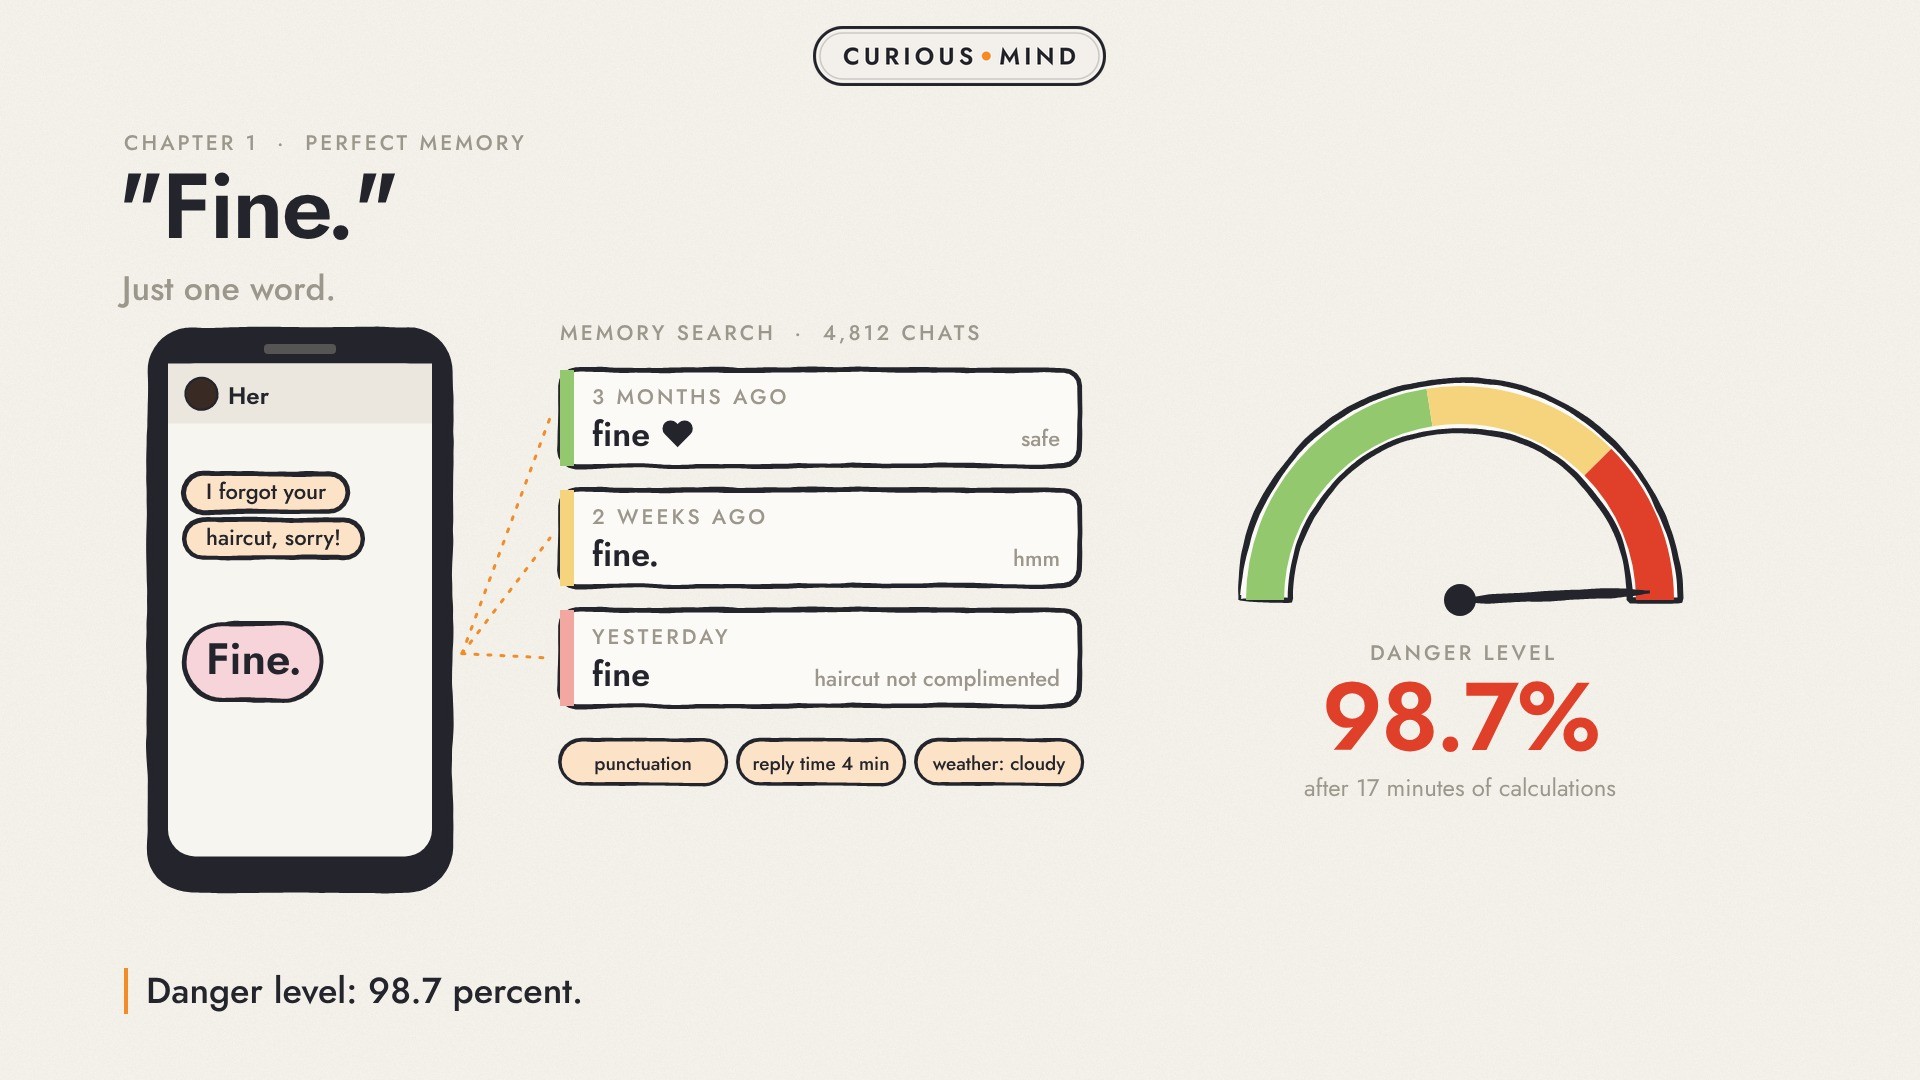 CURIOUS•MIND
CHAPTER 1 · PERFECT MEMORY
"Fine."
Just one word.
Her
I forgot your
haircut, sorry!
Fine.
MEMORY SEARCH · 4,812 CHATS
3 MONTHS AGO
fine ♥
safe
2 WEEKS AGO
fine.
hmm
YESTERDAY
fine
haircut not complimented
punctuation
reply time 4 min
weather: cloudy
DANGER LEVEL
98.7%
after 17 minutes of calculations
Danger level: 98.7 percent.